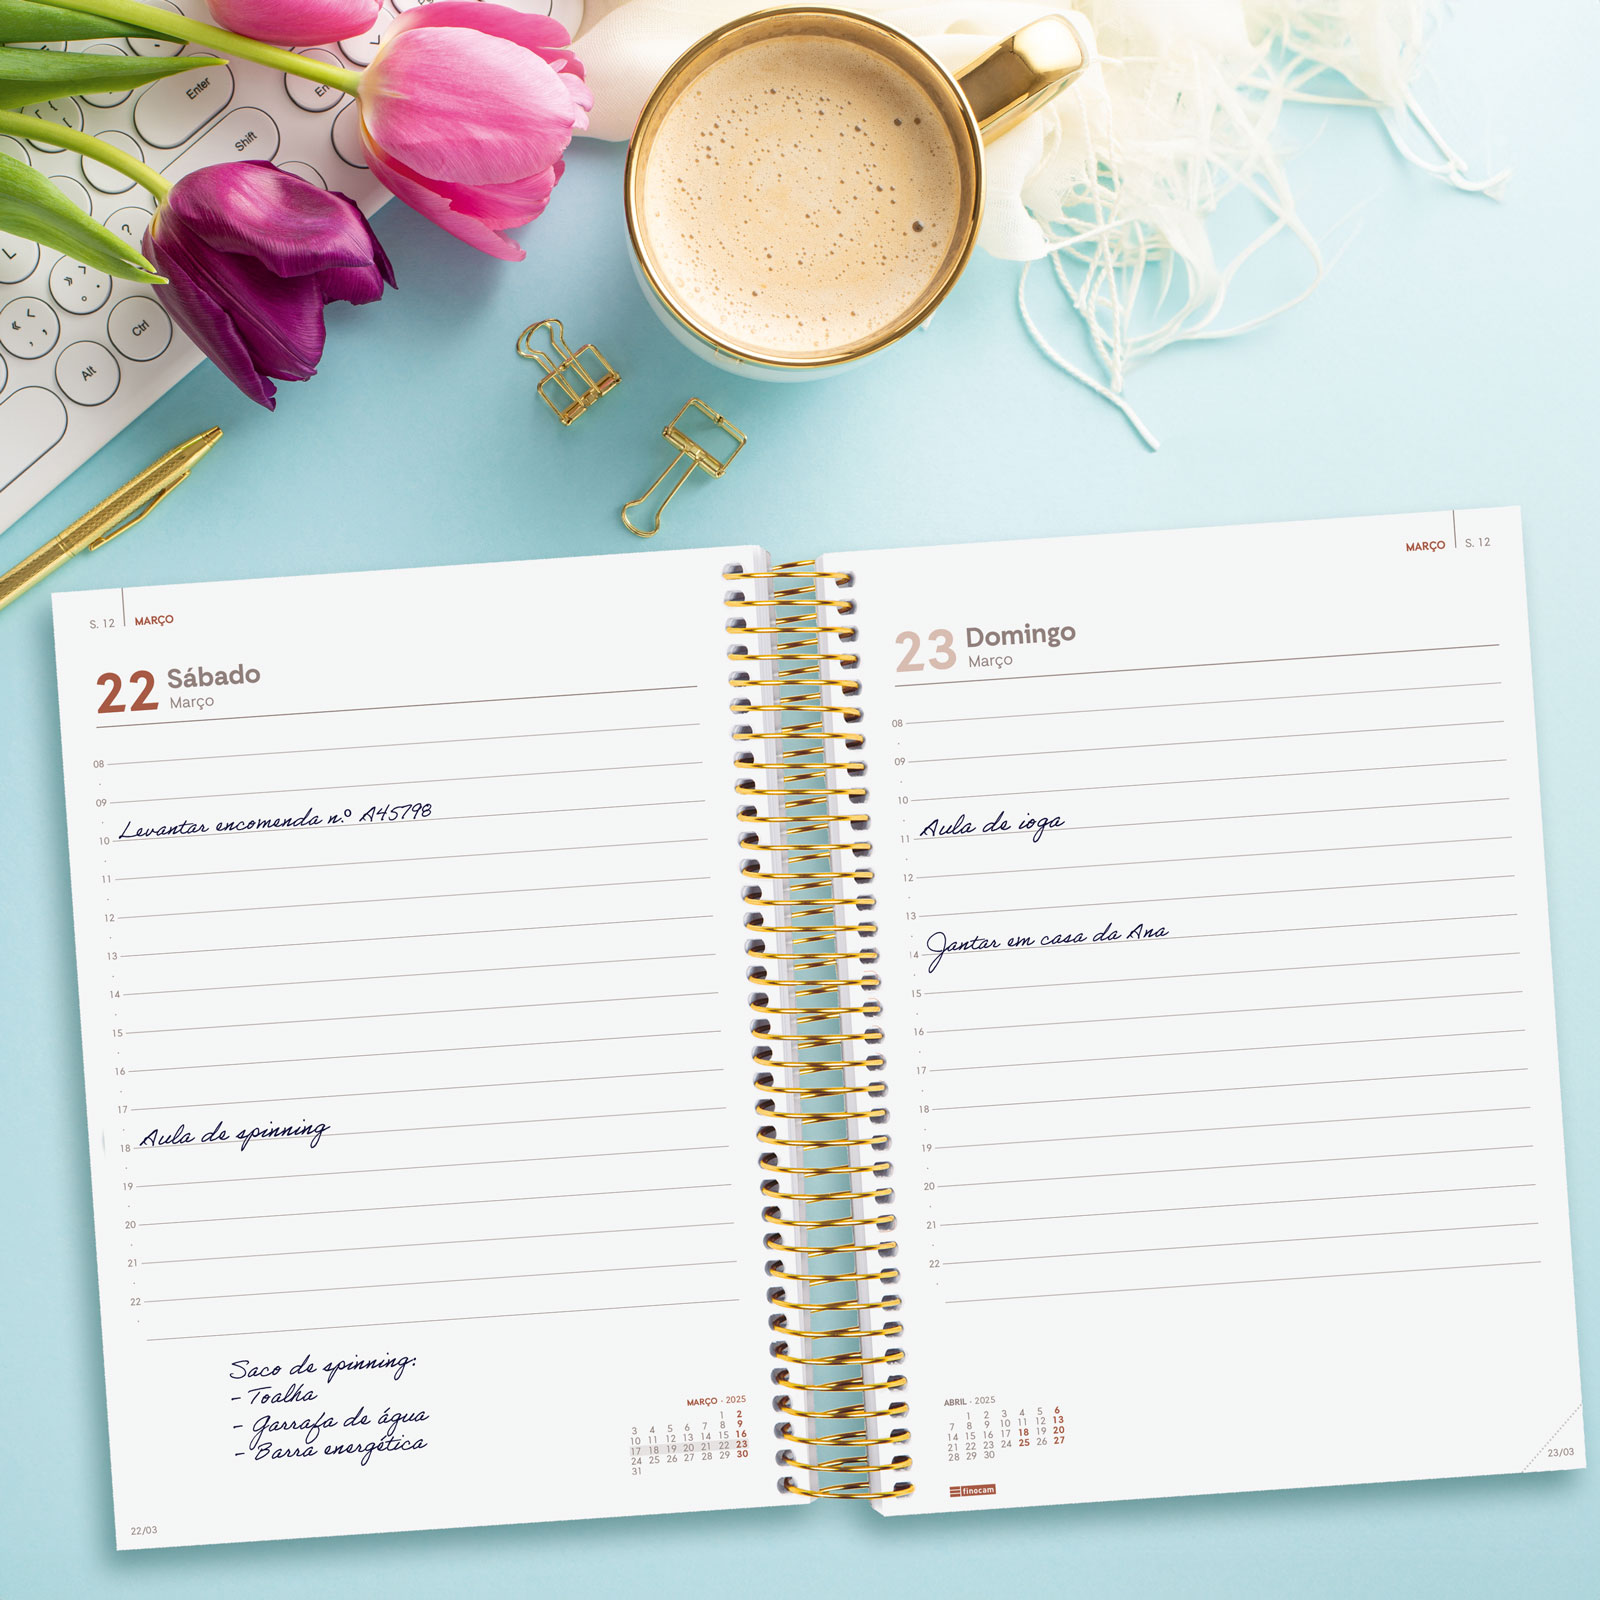 Enter
Shift
Ctrl
Alt
S. 12 MARÇO
22 Sábado
Março
08
09
Levantar encomenda n.º A45798
10
11
12
13
14
15
16
17
Aula de spinning
18
19
20
21
22
Saco de spinning:
- Toalha
- Garrafa de água
- Barra energética
MARÇO · 2025
1 2
3 4 5 6 7 8 9
10 11 12 13 14 15 16
17 18 19 20 21 22 23
24 25 26 27 28 29 30
31
22/03
MARÇO S. 12
23 Domingo
Março
08
09
10
Aula de ioga
11
12
13
Jantar em casa da Ana
14
15
16
17
18
19
20
21
22
ABRIL · 2025
1 2 3 4 5 6
7 8 9 10 11 12 13
14 15 16 17 18 19 20
21 22 23 24 25 26 27
28 29 30
finocam
23/03